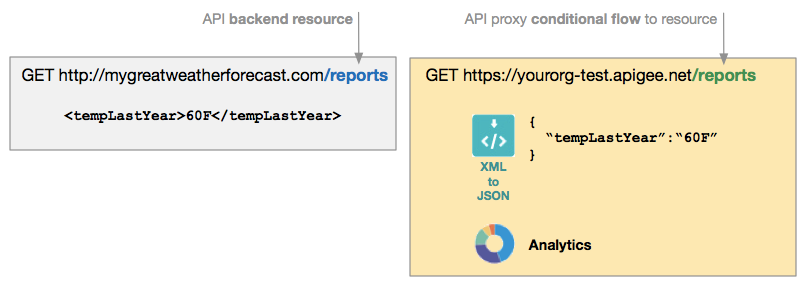 API backend resource
GET http://mygreatweatherforecast.com/reports
<tempLastYear>60F</tempLastYear>
API proxy conditional flow to resource
GET https://yourorg-test.apigee.net/reports
</>
XML
to
JSON
{
“tempLastYear”:“60F”
}
Analytics